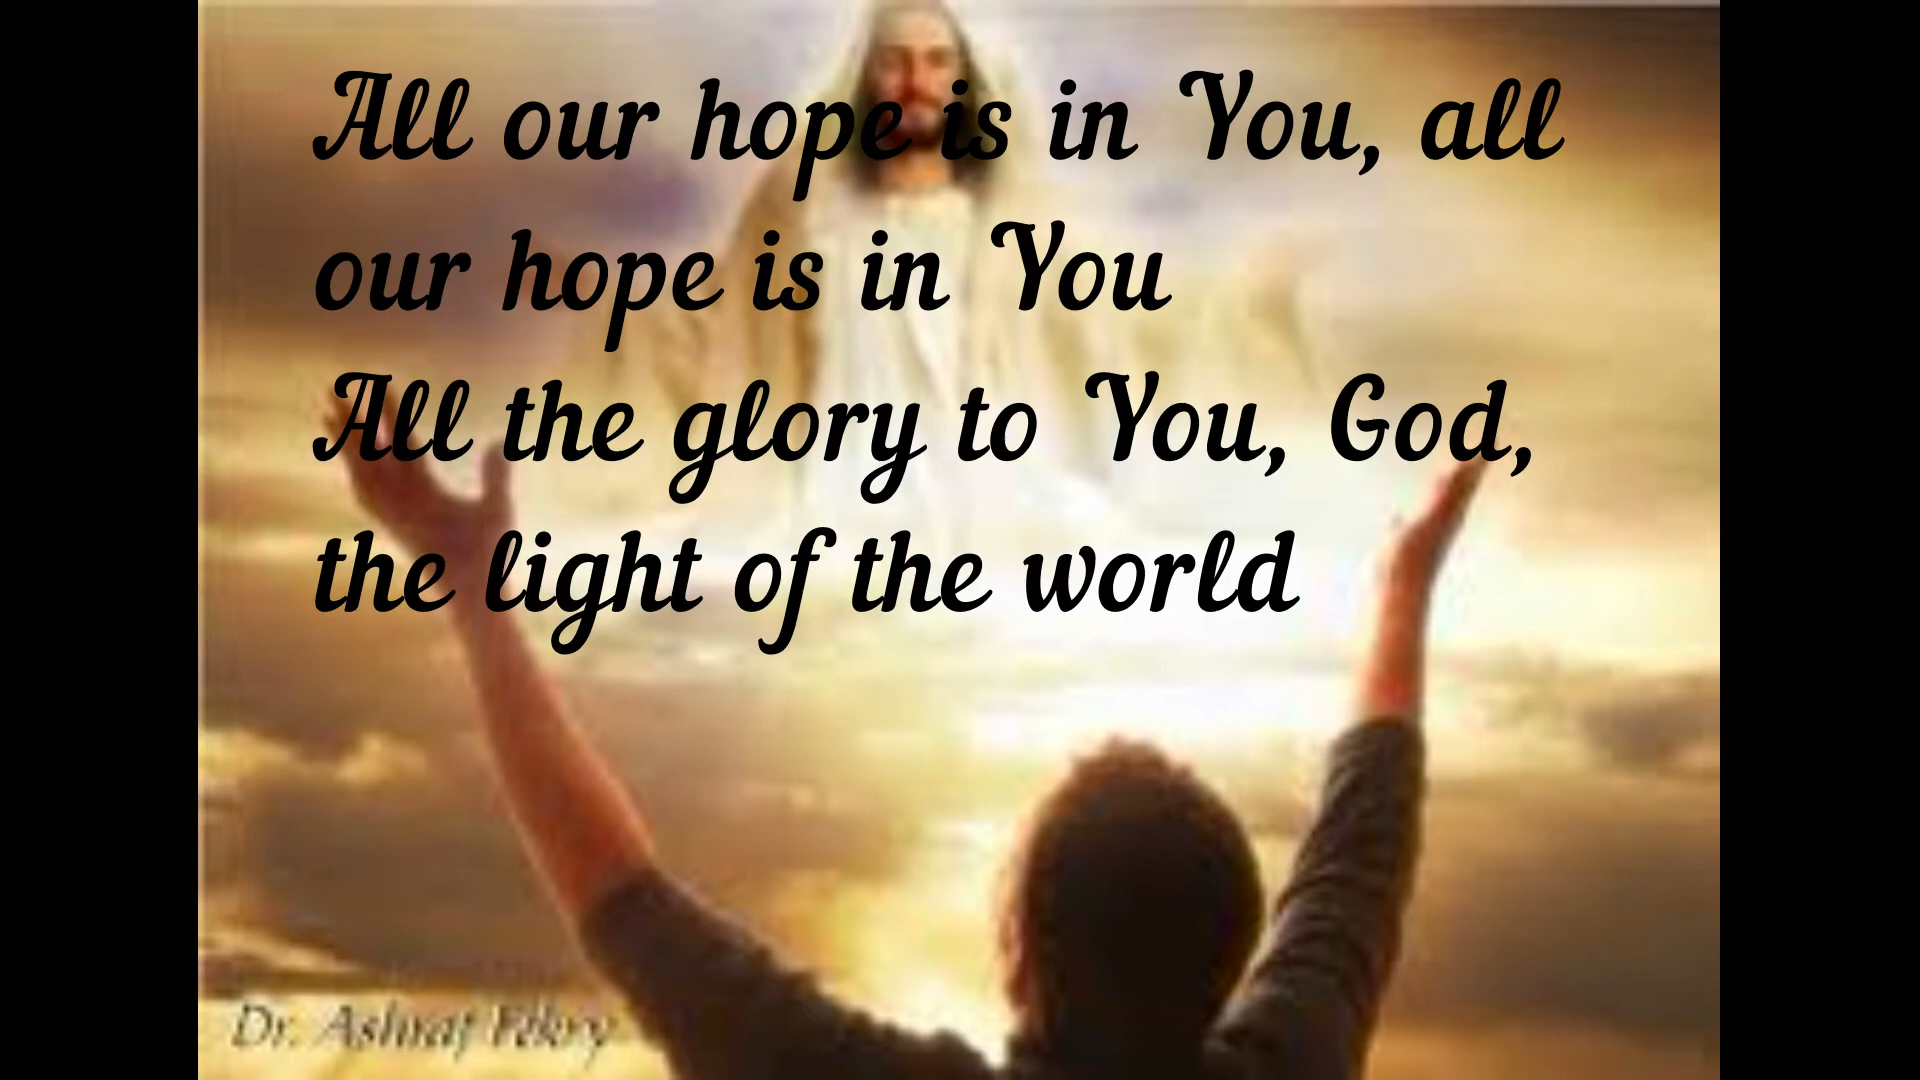 All our hope is in You, all
our hope is in You
All the glory to You, God,
the light of the world
Dr. Ashraf Fekry